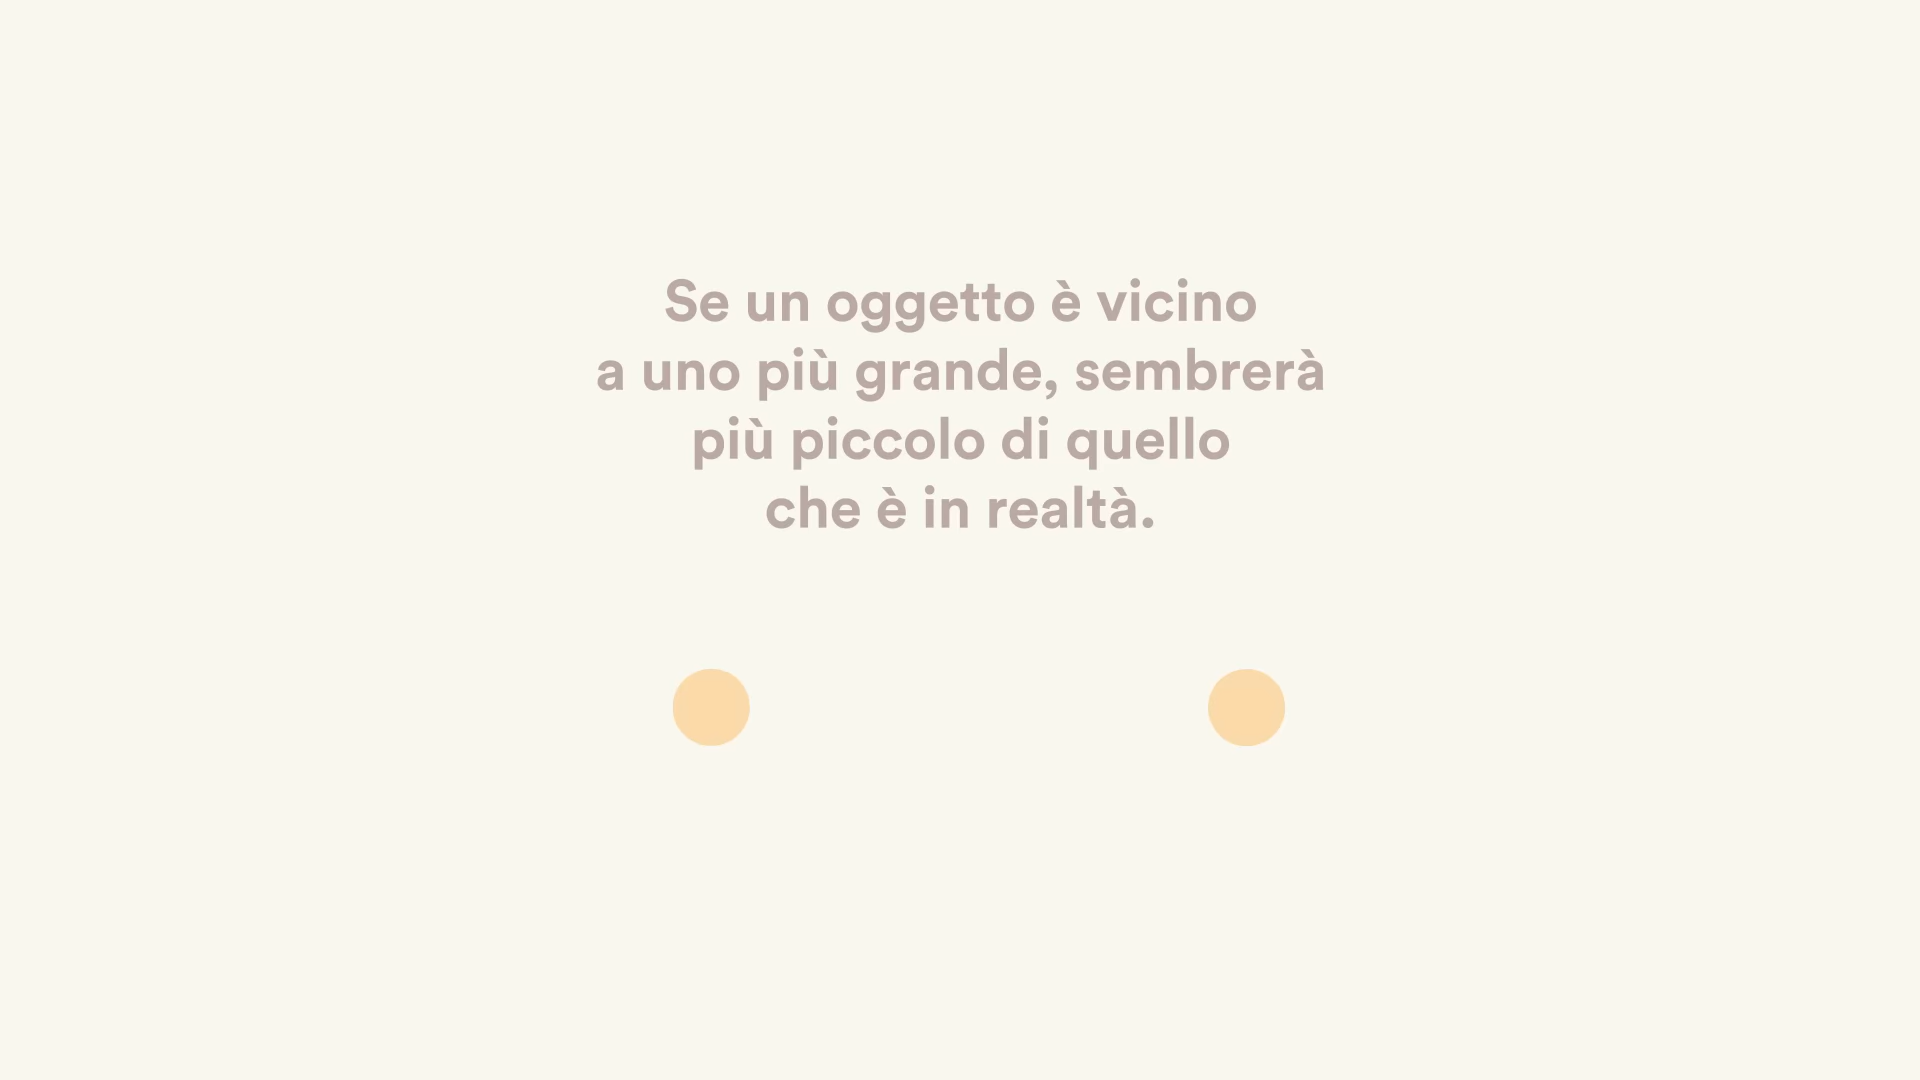 Se un oggetto è vicino
a uno più grande, sembrerà
più piccolo di quello
che è in realtà.